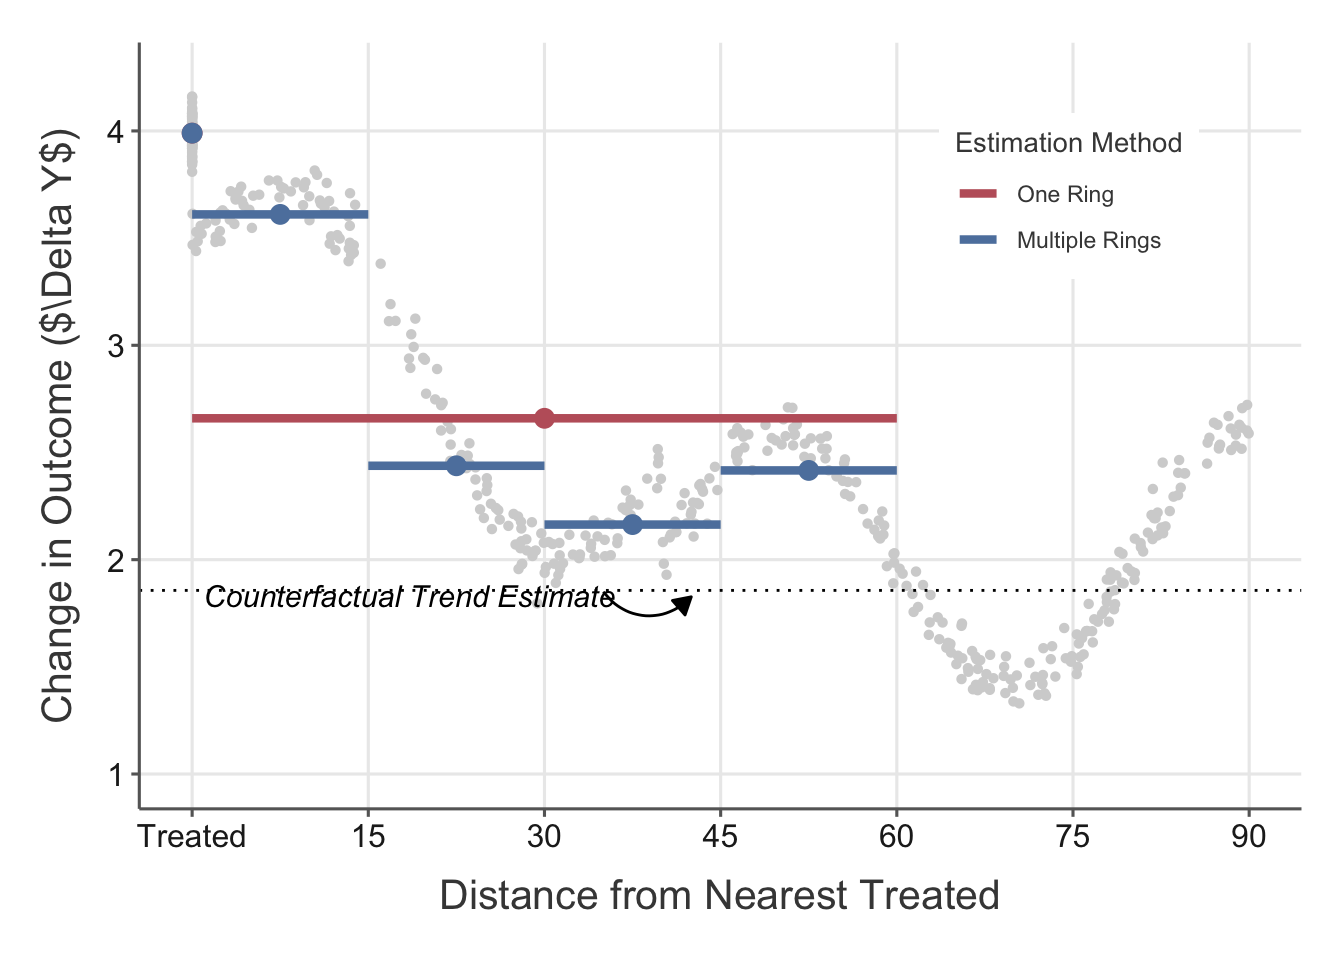 Change in Outcome ($\Delta Y$)
4
3
2
1
Estimation Method
One Ring
Multiple Rings
Counterfactual Trend Estimate
Treated 15 30 45 60 75 90
Distance from Nearest Treated